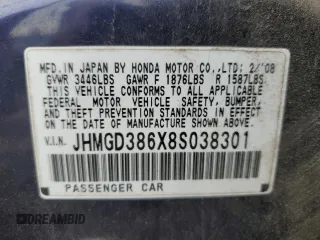 MFD. IN JAPAN BY HONDA MOTOR CO., LTD: 2/'08
GVWR 3446LBS GAWR F 1876LBS R 1587LBS
THIS VEHICLE CONFORMS TO ALL APPLICABLE
FEDERAL MOTOR VEHICLE SAFETY, BUMPER,
AND THEFT PREVENTION STANDARDS IN EFFECT
ON THE DATE OF MANUFACTURE SHOWN ABOVE.
V.I.N. JHMGD386X8S038301
PASSENGER CAR
DREAMBID